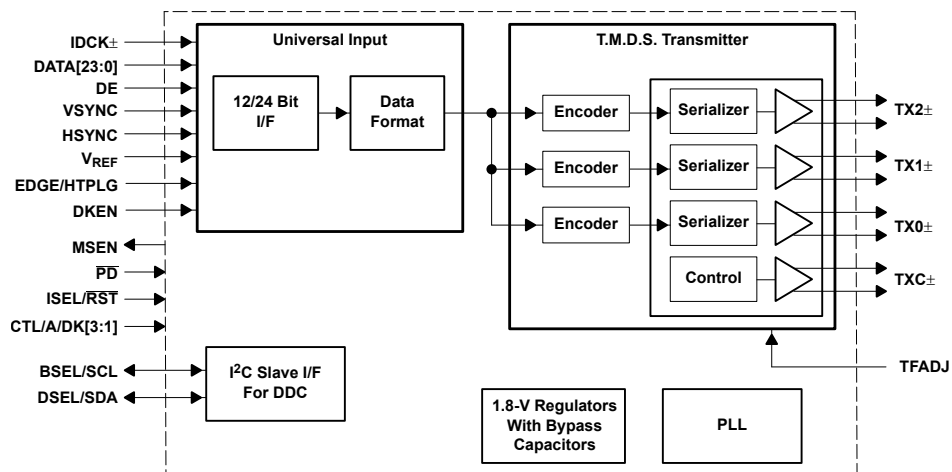 Universal Input
T.M.D.S. Transmitter
IDCK±
DATA[23:0]
DE
VSYNC
HSYNC
VREF
EDGE/HTPLG
DKEN
MSEN
PD
ISEL/RST
CTL/A/DK[3:1]
BSEL/SCL
DSEL/SDA
12/24 Bit
I/F
Data
Format
Encoder
Serializer
TX2±
Encoder
Serializer
TX1±
Encoder
Serializer
TX0±
Control
TXC±
TFADJ
I2C Slave I/F
For DDC
1.8-V Regulators
With Bypass
Capacitors
PLL